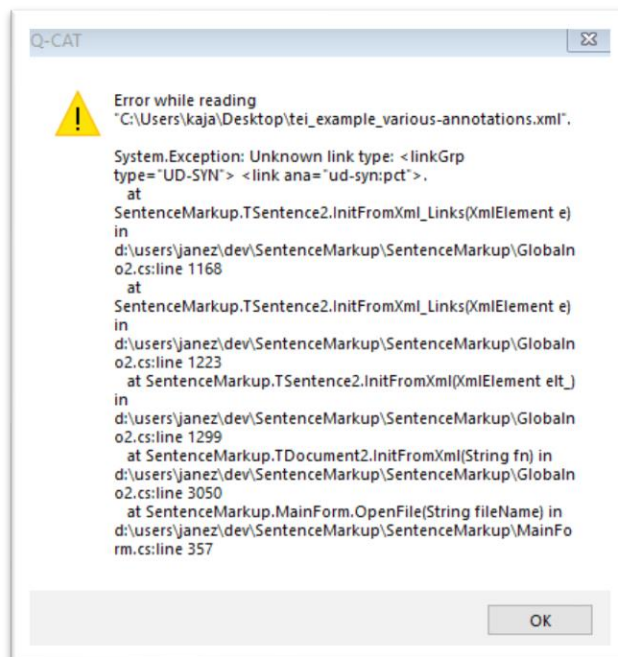 Q-CAT
Error while reading
"C:\Users\kaja\Desktop\tei_example_various-annotations.xml".
System.Exception: Unknown link type: <linkGrp
type="UD-SYN"> <link ana="ud-syn:pct">.
at
SentenceMarkup.TSentence2.InitFromXml_Links(XmlElement e)
in
d:\users\janez\dev\SentenceMarkup\SentenceMarkup\GlobalIn
o2.cs:line 1168
at
SentenceMarkup.TSentence2.InitFromXml_Links(XmlElement e)
in
d:\users\janez\dev\SentenceMarkup\SentenceMarkup\GlobalIn
o2.cs:line 1223
at SentenceMarkup.TSentence2.InitFromXml(XmlElement elt_)
in
d:\users\janez\dev\SentenceMarkup\SentenceMarkup\GlobalIn
o2.cs:line 1299
at SentenceMarkup.TDocument2.InitFromXml(String fn) in
d:\users\janez\dev\SentenceMarkup\SentenceMarkup\GlobalIn
o2.cs:line 3050
at SentenceMarkup.MainForm.OpenFile(String fileName) in
d:\users\janez\dev\SentenceMarkup\SentenceMarkup\MainFo
rm.cs:line 357
OK